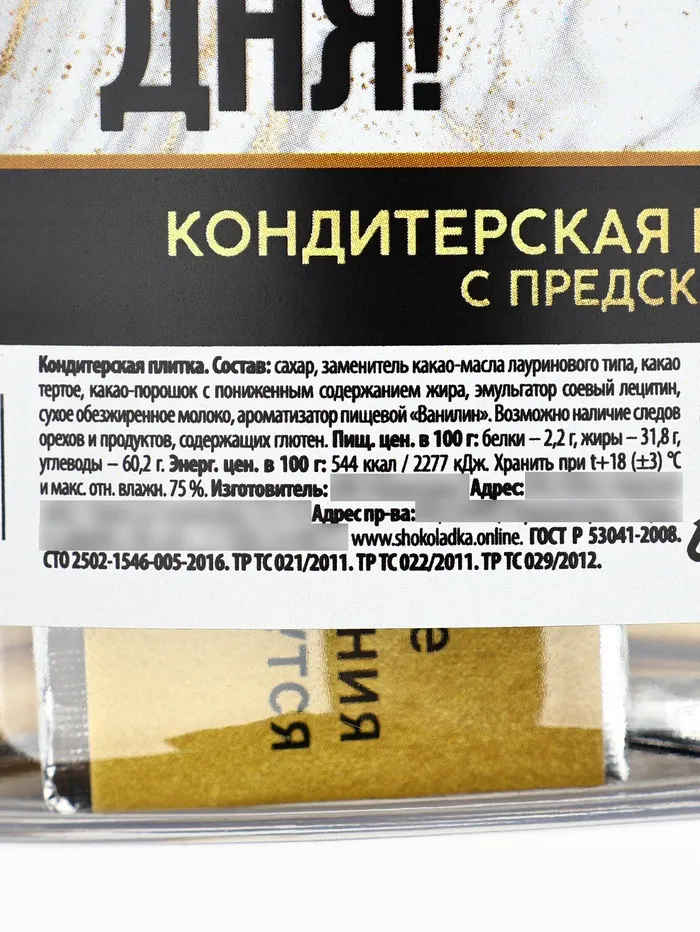 ДНЯ!
КОНДИТЕРСКАЯ
С ПРЕДСК
Кондитерская плитка. Состав: сахар, заменитель какао-масла лауринового типа, какао
тертое, какао-порошок с пониженным содержанием жира, эмульгатор соевый лецитин,
сухое обезжиренное молоко, ароматизатор пищевой «Ванилин». Возможно наличие следов
орехов и продуктов, содержащих глютен. Пищ. цен. в 100 г: белки – 2,2 г, жиры – 31,8 г,
углеводы – 60,2 г. Энерг. цен. в 100 г: 544 ккал / 2277 кДж. Хранить при t+18 (±3) °C
и макс. отн. влажн. 75 %. Изготовитель: Адрес:
Адрес пр-ва:
www.shokoladka.online. ГОСТ Р 53041-2008.
СТО 2502-1546-005-2016. ТР ТС 021/2011. ТР ТС 022/2011. ТР ТС 029/2012.
е
НИЯ
УТСЯ